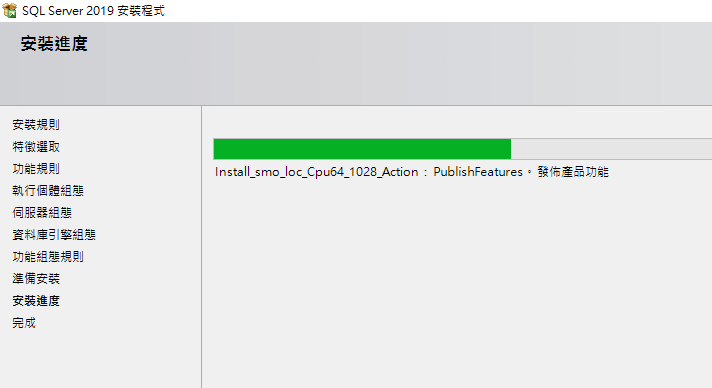 SQL Server 2019 安裝程式
安裝進度
安裝規則
特徵選取
功能規則
執行個體組態
伺服器組態
資料庫引擎組態
功能組態規則
準備安裝
安裝進度
完成
Install_smo_loc_Cpu64_1028_Action : PublishFeatures。 發佈產品功能